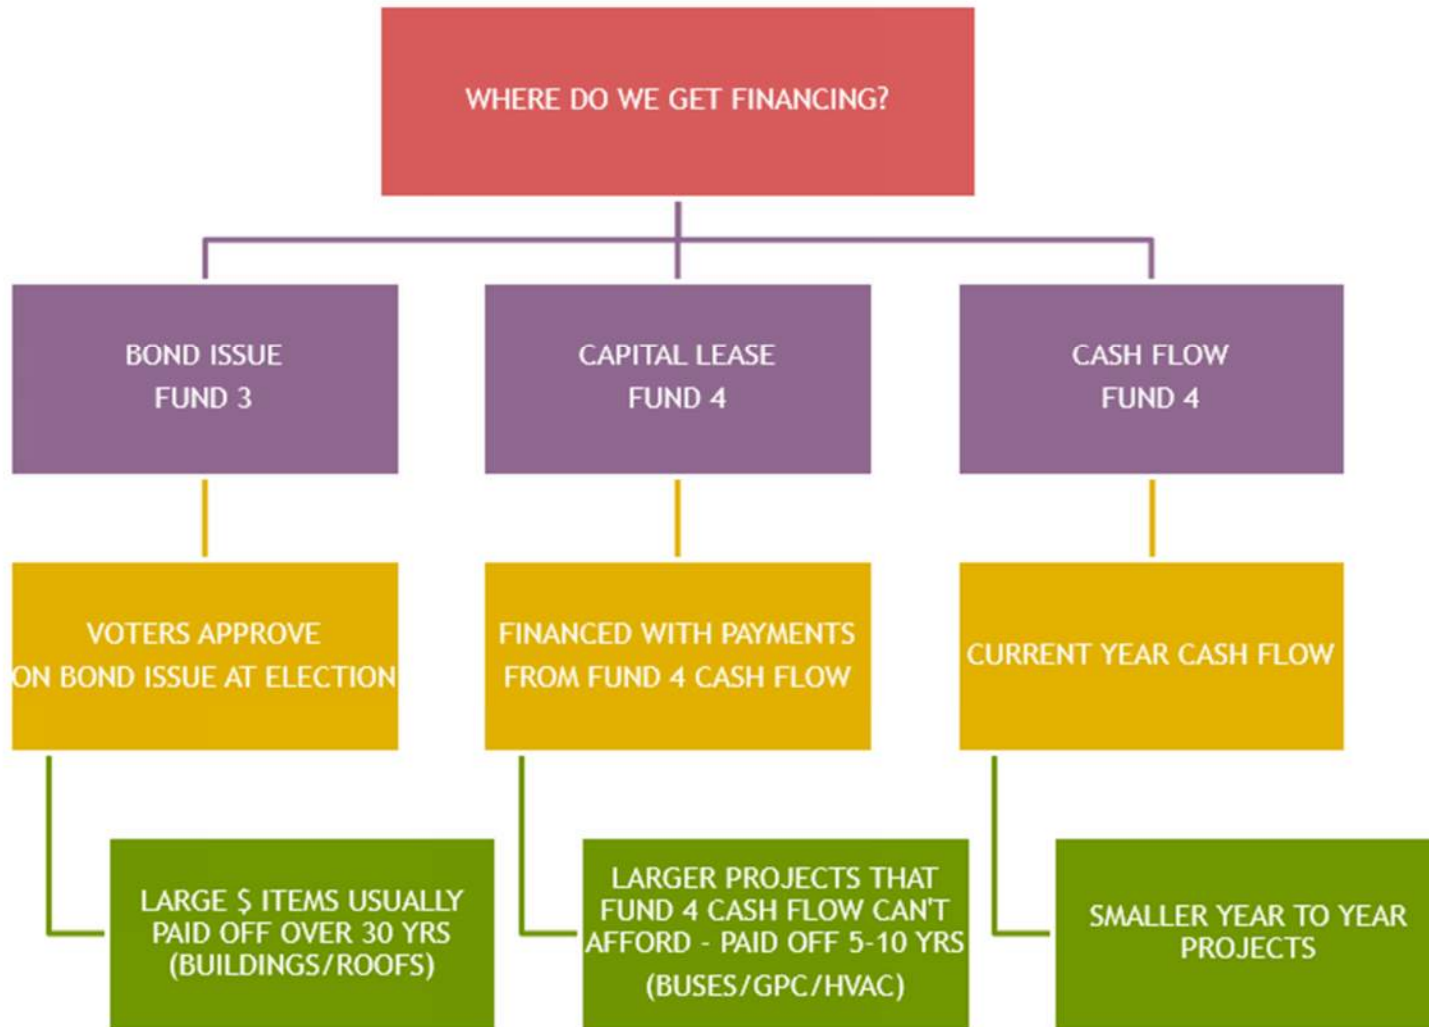 WHERE DO WE GET FINANCING?
BOND ISSUE
FUND 3
CAPITAL LEASE
FUND 4
CASH FLOW
FUND 4
VOTERS APPROVE
ON BOND ISSUE AT ELECTION
FINANCED WITH PAYMENTS
FROM FUND 4 CASH FLOW
CURRENT YEAR CASH FLOW
LARGE $ ITEMS USUALLY
PAID OFF OVER 30 YRS
(BUILDINGS/ROOFS)
LARGER PROJECTS THAT
FUND 4 CASH FLOW CAN'T
AFFORD - PAID OFF 5-10 YRS
(BUSES/GPC/HVAC)
SMALLER YEAR TO YEAR
PROJECTS